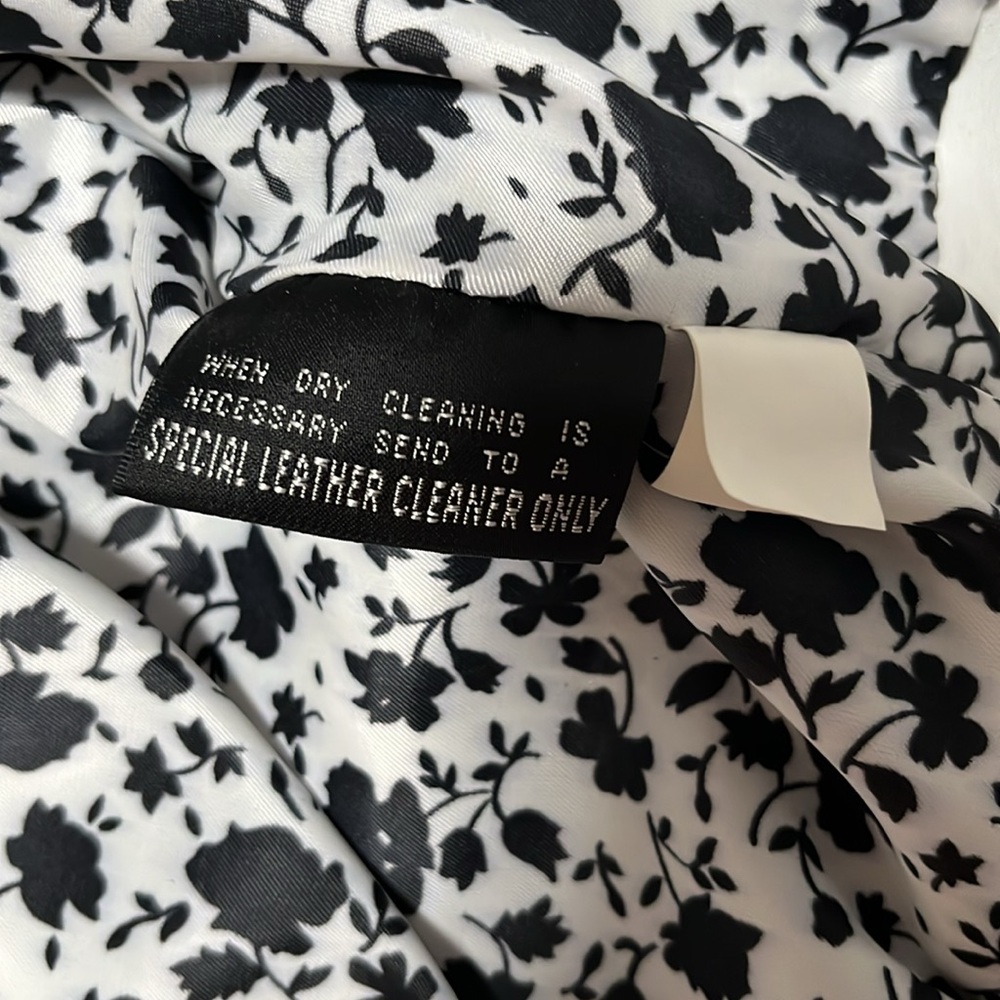 WHEN DRY CLEANING IS
NECESSARY SEND TO A
SPECIAL LEATHER CLEANER ONLY